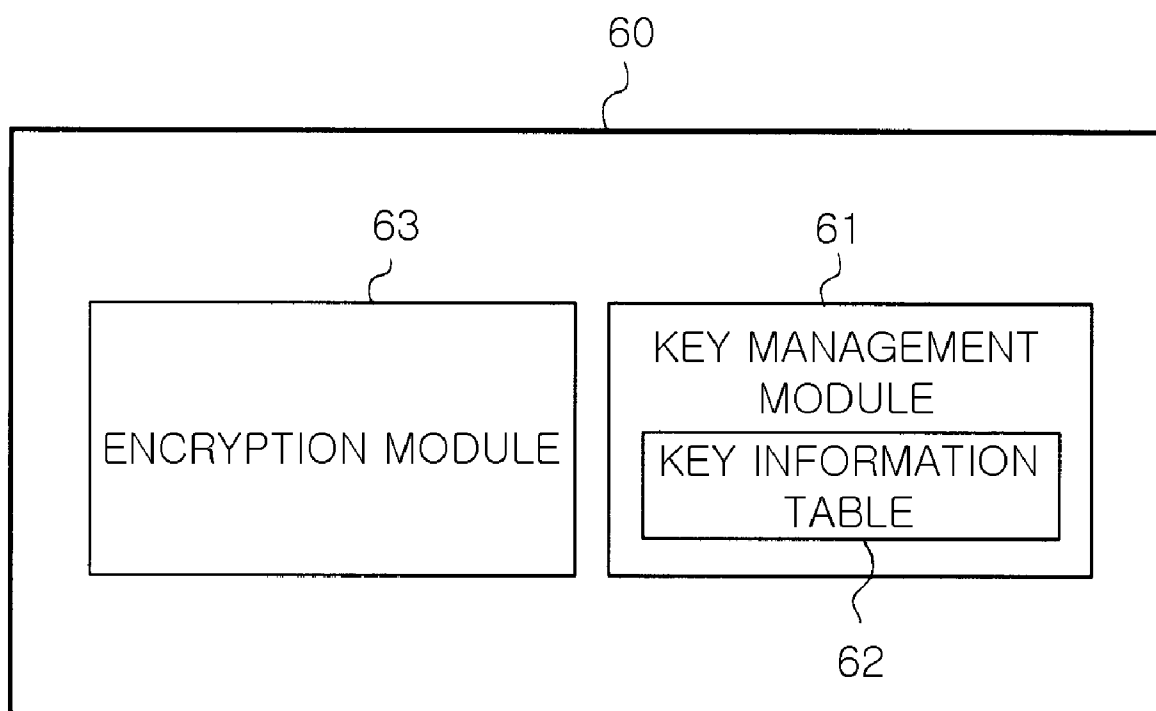 60
63
61
ENCRYPTION MODULE
KEY MANAGEMENT
MODULE
KEY INFORMATION
TABLE
62